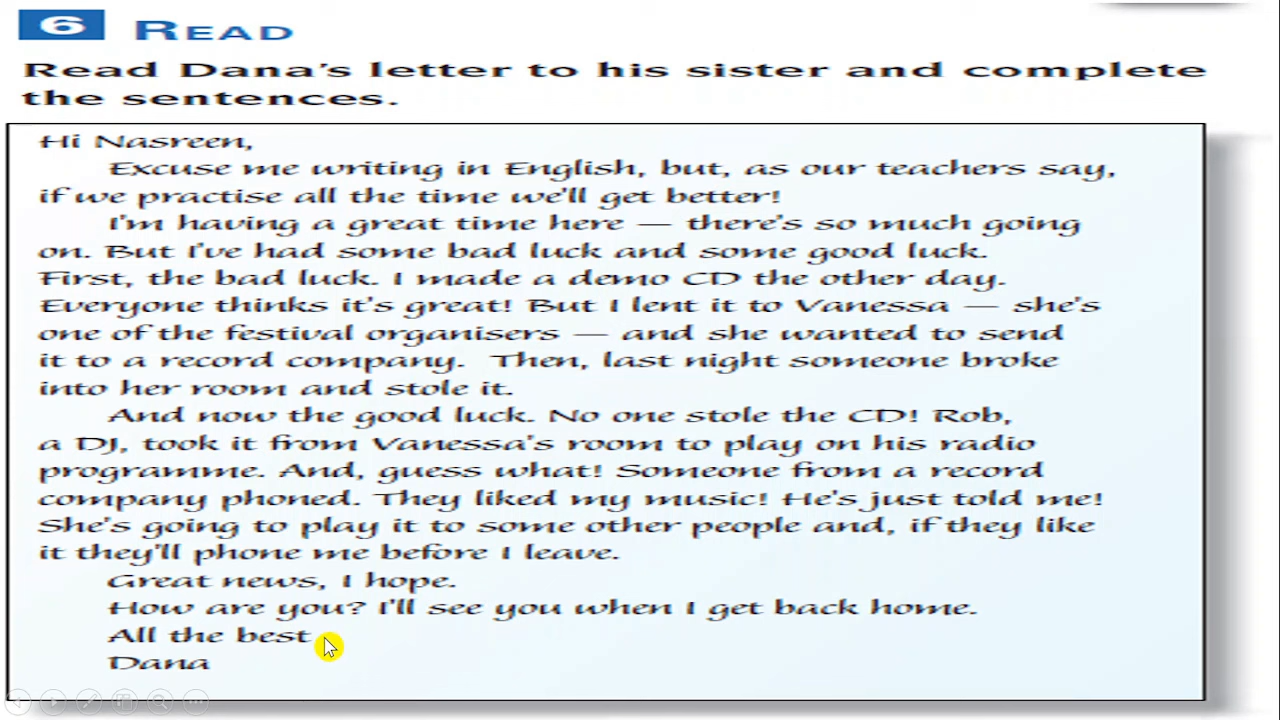 6 READ
Read Dana's letter to his sister and complete
the sentences.
Hi Nasreen,
Excuse me writing in English, but, as our teachers say,
if we practise all the time we'll get better!
I'm having a great time here — there's so much going
on. But I've had some bad luck and some good luck.
First, the bad luck. I made a demo CD the other day.
Everyone thinks it's great! But I lent it to Vanessa — she's
one of the festival organisers — and she wanted to send
it to a record company. Then, last night someone broke
into her room and stole it.
And now the good luck. No one stole the CD! Rob,
a DJ, took it from Vanessa's room to play on his radio
programme. And, guess what! Someone from a record
company phoned. They liked my music! He's just told me!
She's going to play it to some other people and, if they like
it they'll phone me before I leave.
Great news, I hope.
How are you? I'll see you when I get back home.
All the best
Dana